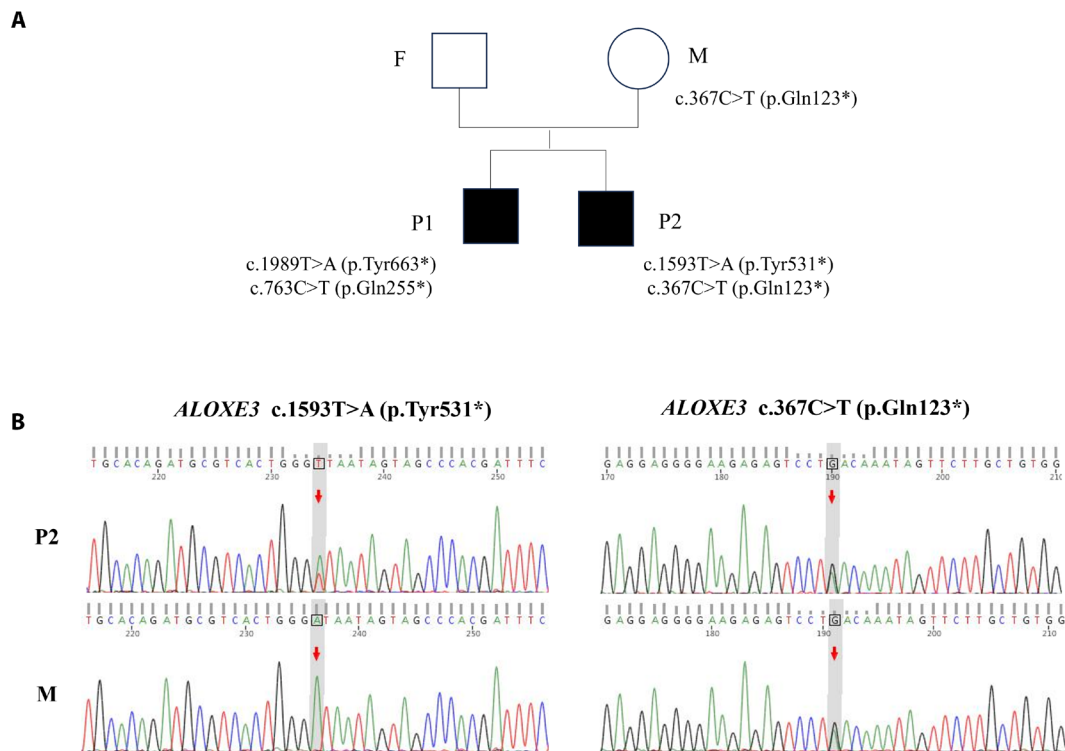 A
F
M
c.367C>T (p.Gln123*)
P1
P2
c.1989T>A (p.Tyr663*)
c.763C>T (p.Gln255*)
c.1593T>A (p.Tyr531*)
c.367C>T (p.Gln123*)
B
ALOXE3 c.1593T>A (p.Tyr531*)
ALOXE3 c.367C>T (p.Gln123*)
TGCACAGATGCGTCACTGGGTTAATAGTAGCCCACGATTTC
220 230 240 250
GAGGAGGGGAAGAGAGTCCTGACAAATAGTTCTTGCTGTGG
170 180 190 200 210
P2
TGCACAGATGCGTCACTGGGATAATAGTAGCCCACGATTTC
220 230 240 250
GAGGAGGGGAAGAGAGTCCTGACAAATAGTTCTTGCTGTGG
180 190 200 210
M